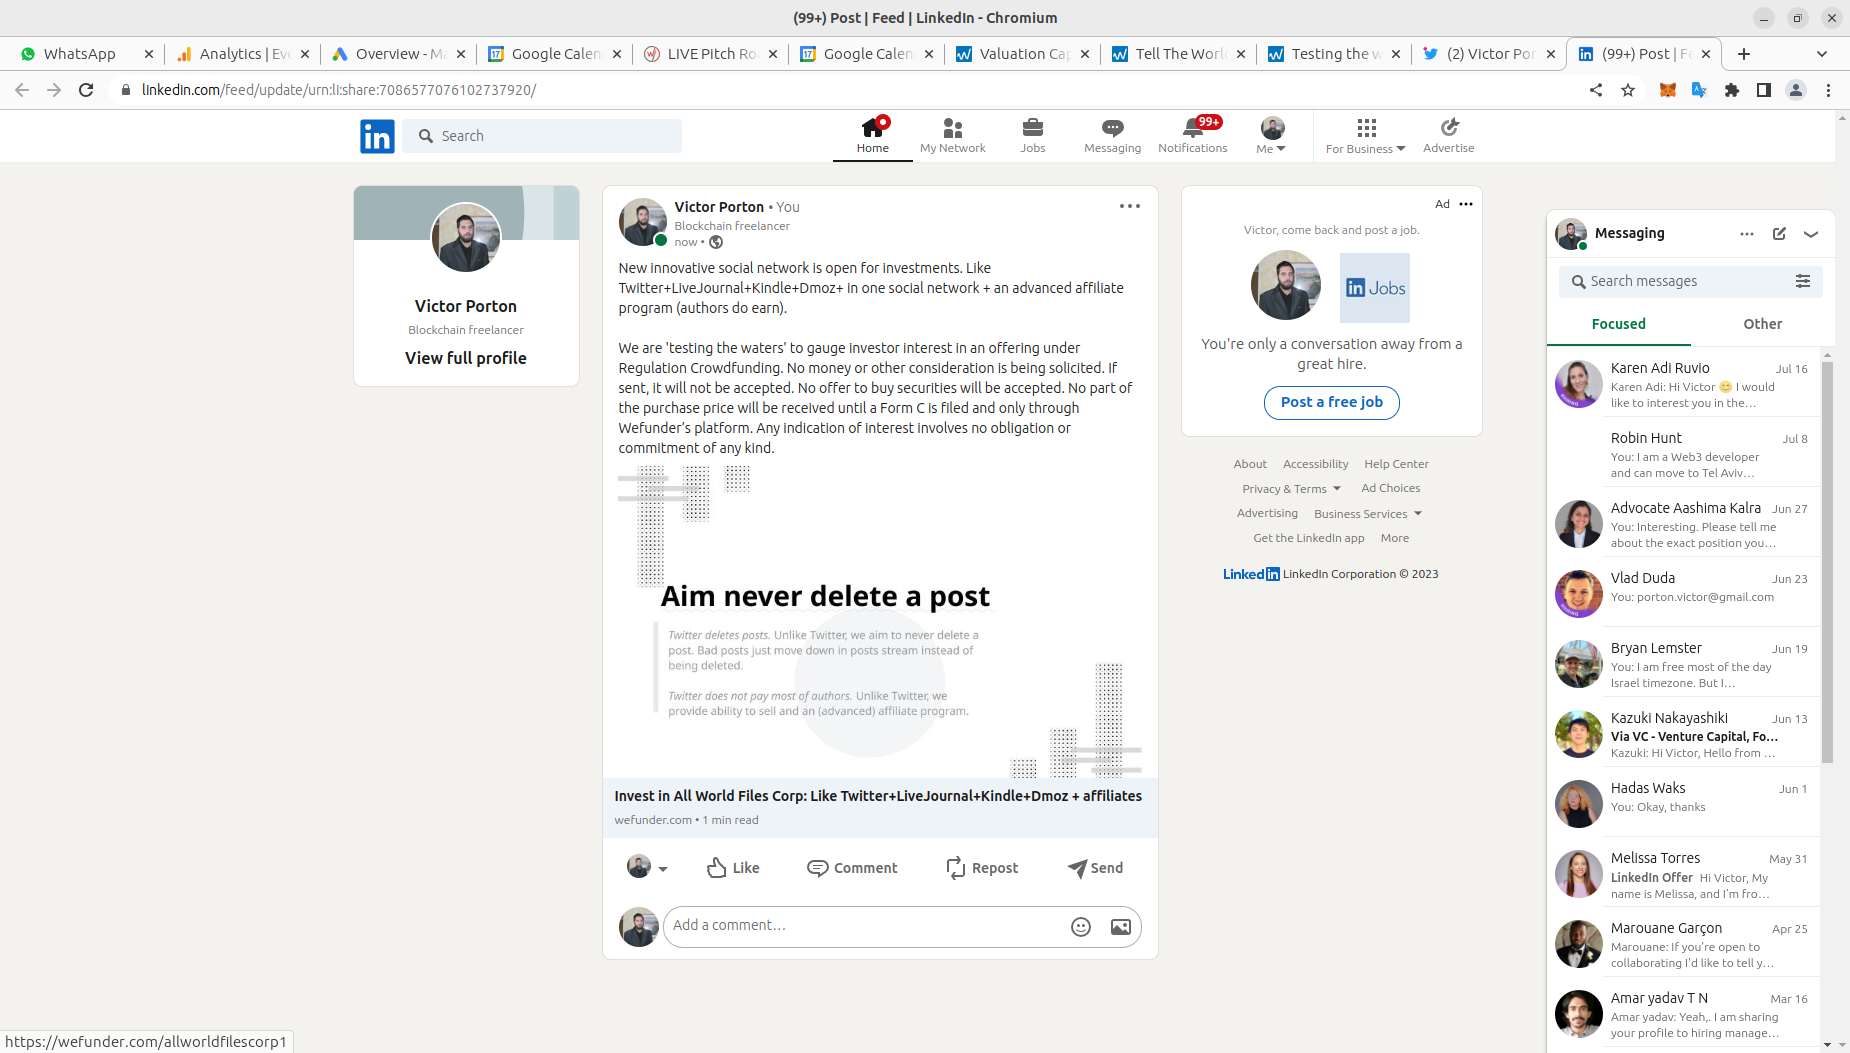 (99+) Post | Feed | LinkedIn - Chromium
WhatsApp
Analytics | Eve
Overview - Ma
Google Calen
LIVE Pitch Ro
Google Calen
Valuation Cap
Tell The World
Testing the w
(2) Victor Por
(99+) Post | Fe
linkedin.com/feed/update/urn:li:share:7086577076102737920/
in
Search
Home
My Network
Jobs
Messaging
99+
Notifications
Me
For Business
Advertise
Victor Porton
Blockchain freelancer
View full profile
Victor Porton • You
Blockchain freelancer
now •
New innovative social network is open for investments. Like
Twitter+LiveJournal+Kindle+Dmoz+ in one social network + an advanced affiliate
program (authors do earn).
We are 'testing the waters' to gauge investor interest in an offering under
Regulation Crowdfunding. No money or other consideration is being solicited. If
sent, it will not be accepted. No offer to buy securities will be accepted. No part of
the purchase price will be received until a Form C is filed and only through
Wefunder’s platform. Any indication of interest involves no obligation or
commitment of any kind.
Aim never delete a post
Twitter deletes posts. Unlike Twitter, we aim to never delete a
post. Bad posts just move down in posts stream instead of
being deleted.
Twitter does not pay most of authors. Unlike Twitter, we
provide ability to sell and an (advanced) affiliate program.
Invest in All World Files Corp: Like Twitter+LiveJournal+Kindle+Dmoz + affiliates
wefunder.com • 1 min read
Like
Comment
Repost
Send
Add a comment…
Ad
Victor, come back and post a job.
in Jobs
You're only a conversation away from a
great hire.
Post a free job
About Accessibility Help Center
Privacy & Terms Ad Choices
Advertising Business Services
Get the LinkedIn app More
LinkedIn LinkedIn Corporation © 2023
Messaging
Search messages
Focused
Other
Karen Adi Ruvio Jul 16
Karen Adi: Hi Victor 😊 I would
like to interest you in the…
Robin Hunt Jul 8
You: I am a Web3 developer
and can move to Tel Aviv…
Advocate Aashima Kalra Jun 27
You: Interesting. Please tell me
about the exact position you…
Vlad Duda Jun 23
You: porton.victor@gmail.com
Bryan Lemster Jun 19
You: I am free most of the day
Israel timezone. But I…
Kazuki Nakayashiki Jun 13
Via VC - Venture Capital, Fo…
Kazuki: Hi Victor, Hello from …
Hadas Waks Jun 1
You: Okay, thanks
Melissa Torres May 31
LinkedIn Offer Hi Victor, My
name is Melissa, and I’m fro…
Marouane Garçon Apr 25
Marouane: If you're open to
collaborating I'd like to tell y…
Amar yadav T N Mar 16
Amar yadav: Yeah,. I am sharing
your profile to hiring manage…
https://wefunder.com/allworldfilescorp1